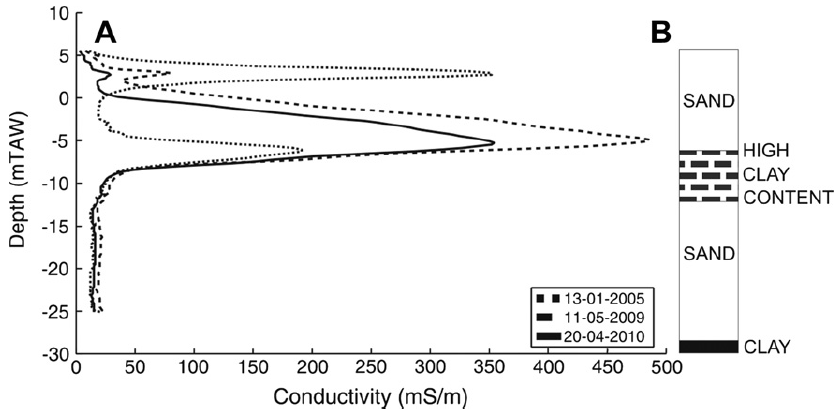 A
B
10
5
0
-5
-10
-15
-20
-25
-30
Depth (mTAW)
0
50
100
150
200
250
300
350
400
450
500
Conductivity (mS/m)
13-01-2005
11-05-2009
20-04-2010
SAND
HIGH
CLAY
CONTENT
SAND
CLAY